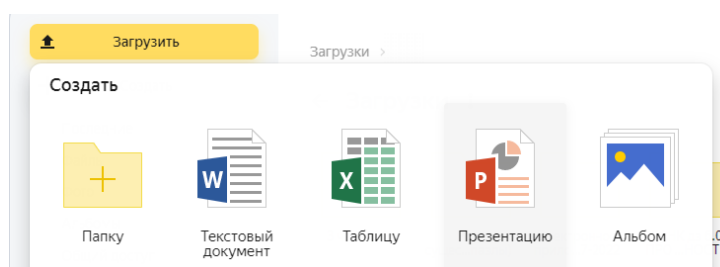 Загрузить
Загрузки >
Создать
W
X
P
Папку
Текстовый
документ
Таблицу
Презентацию
Альбом